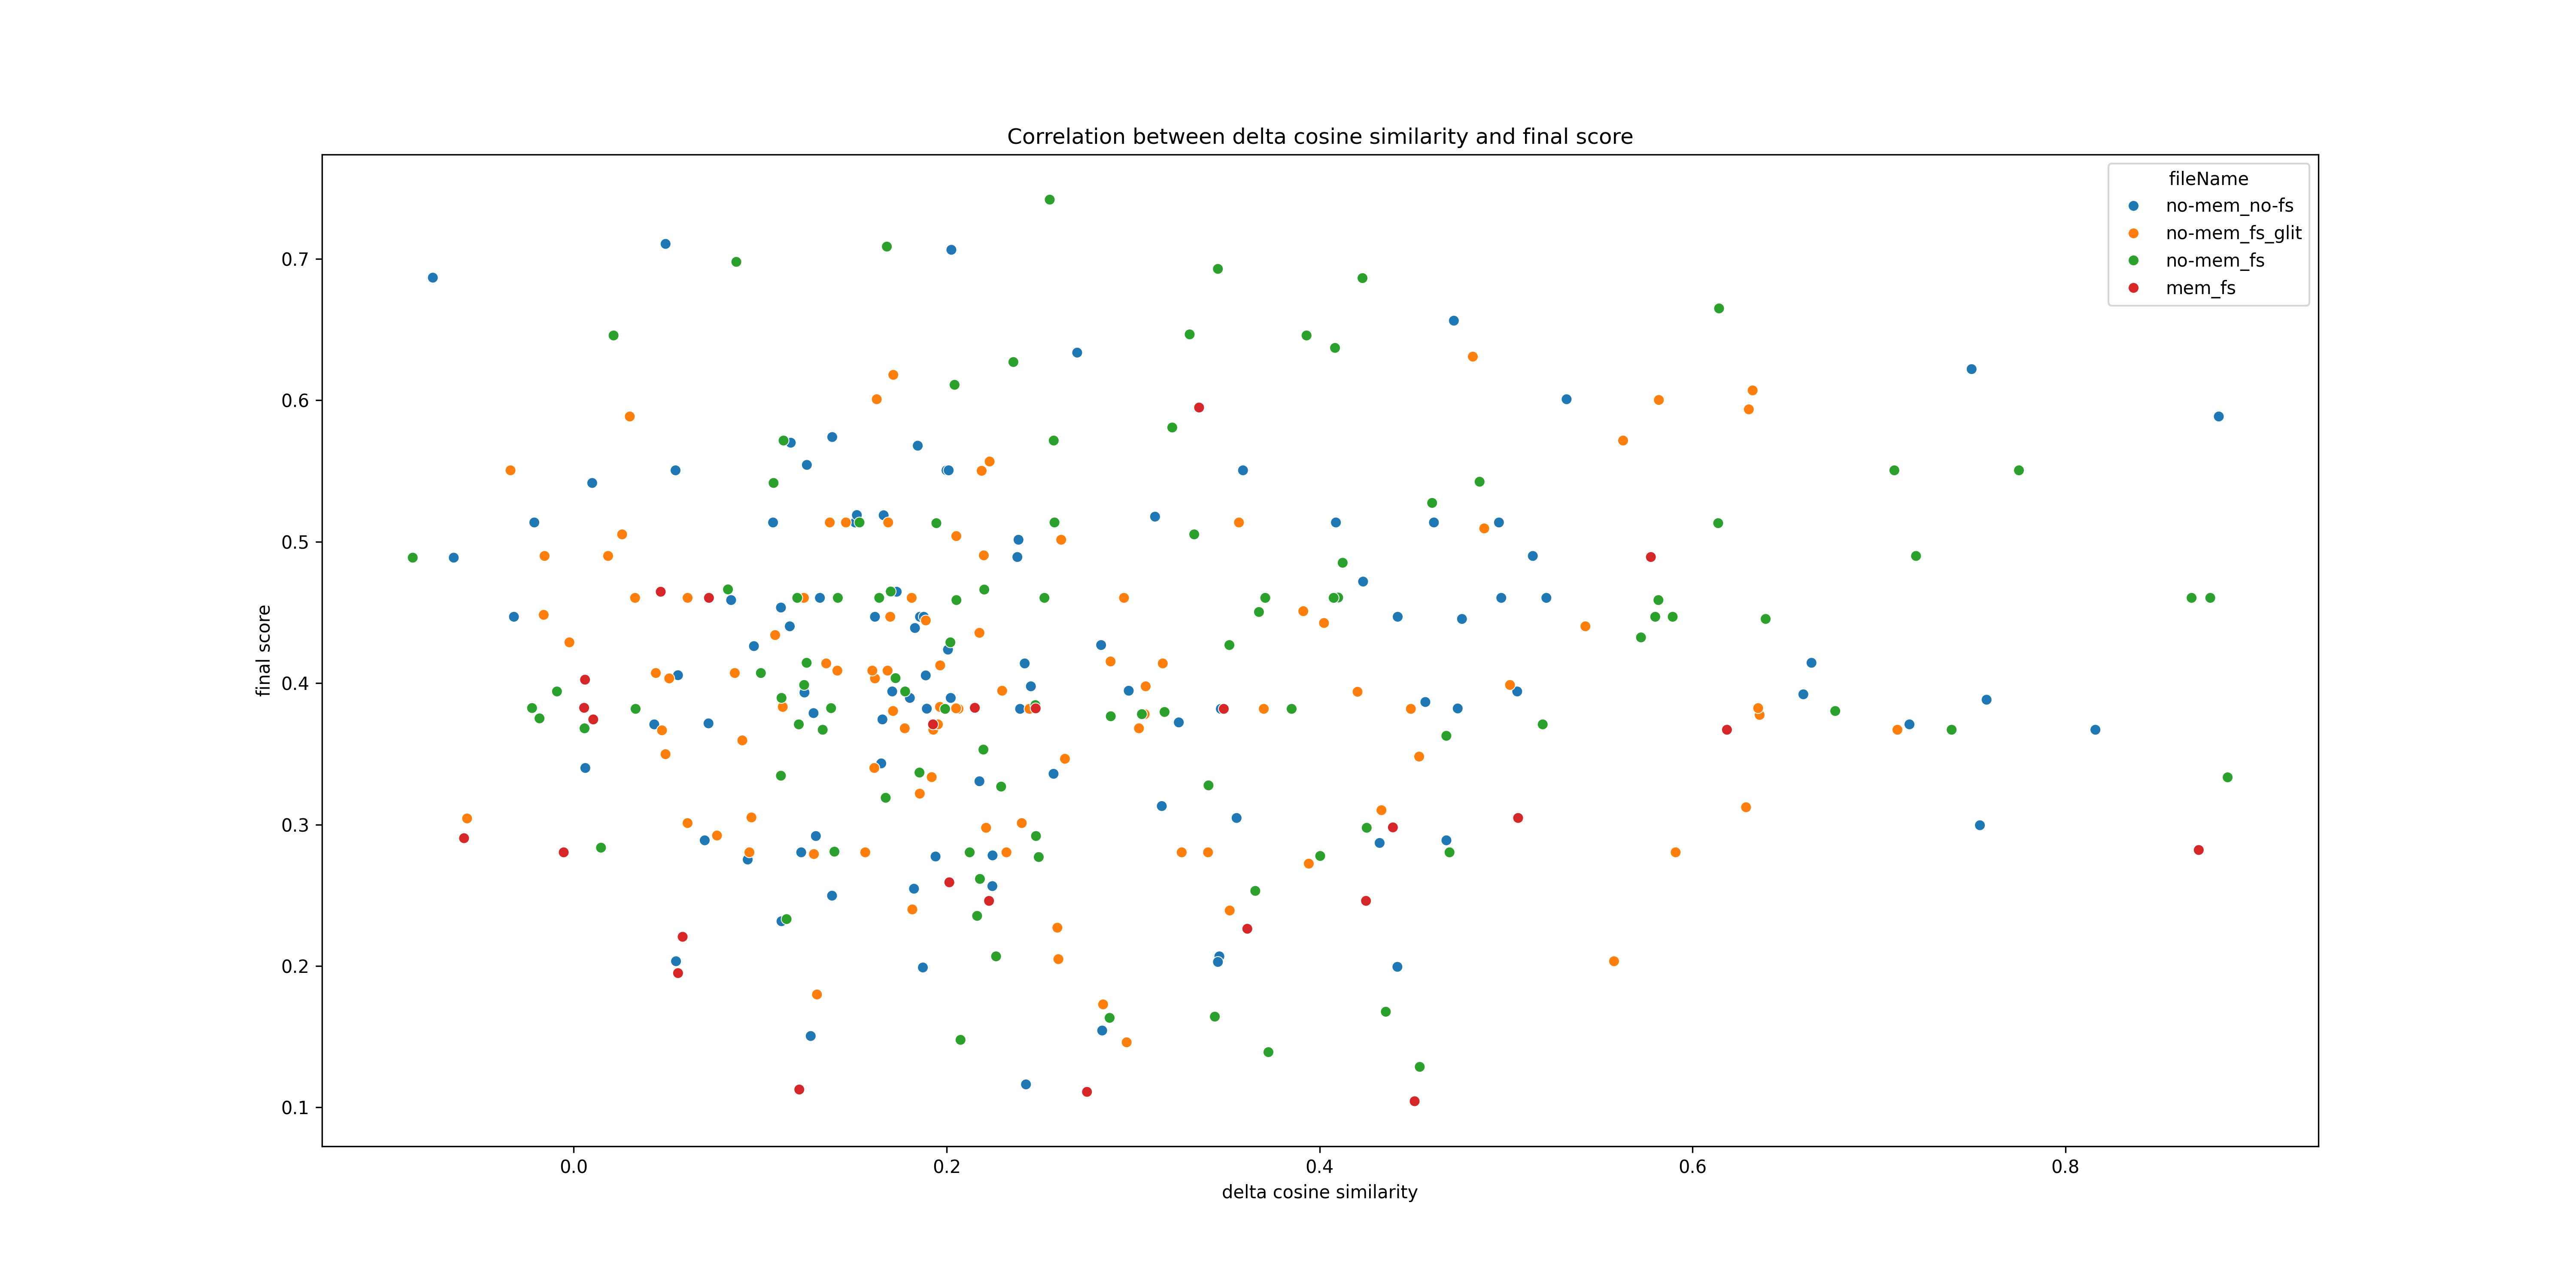 Correlation between delta cosine similarity and final score
fileName
no-mem_no-fs
no-mem_fs_glit
no-mem_fs
mem_fs
final score
0.7
0.6
0.5
0.4
0.3
0.2
0.1
0.0 0.2 0.4 0.6 0.8
delta cosine similarity